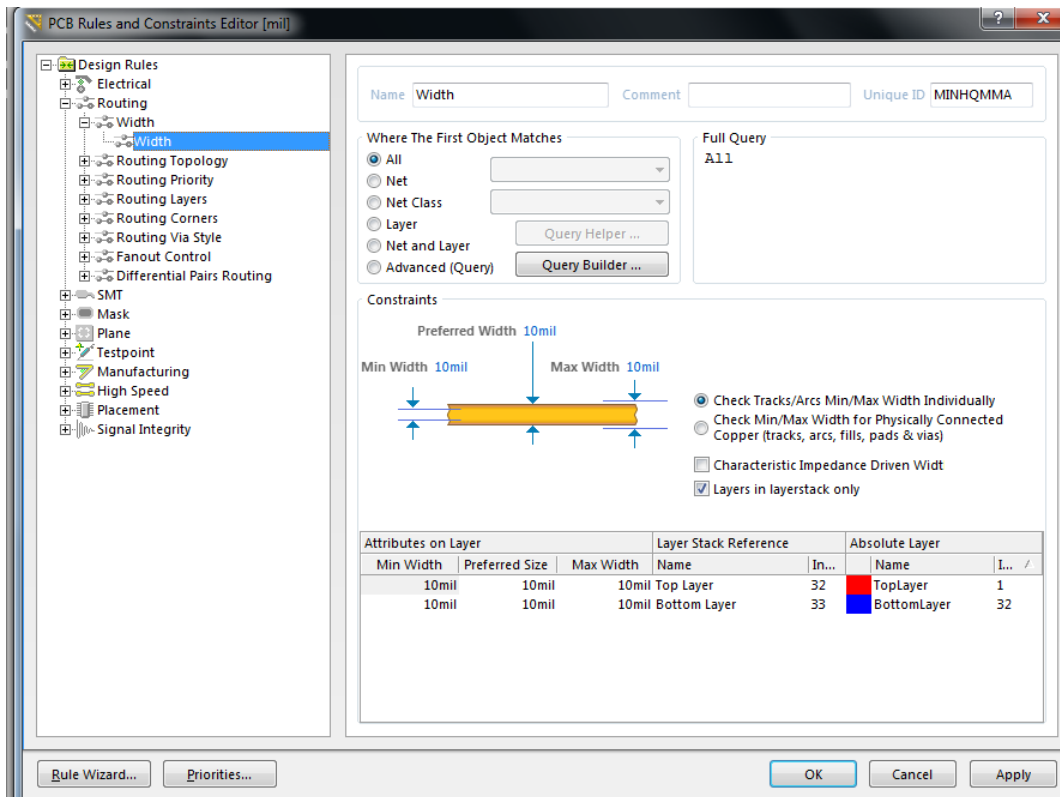 PCB Rules and Constraints Editor [mil]
?
X
Design Rules
Electrical
Routing
Width
Width
Routing Topology
Routing Priority
Routing Layers
Routing Corners
Routing Via Style
Fanout Control
Differential Pairs Routing
SMT
Mask
Plane
Testpoint
Manufacturing
High Speed
Placement
Signal Integrity
Name Width Comment Unique ID MINHQMMA
Where The First Object Matches
All
Net
Net Class
Layer
Net and Layer
Advanced (Query)
Query Helper ...
Query Builder ...
Full Query
All
Constraints
Preferred Width 10mil
Min Width 10mil Max Width 10mil
Check Tracks/Arcs Min/Max Width Individually
Check Min/Max Width for Physically Connected
Copper (tracks, arcs, fills, pads & vias)
Characteristic Impedance Driven Widt
Layers in layerstack only
Attributes on Layer Layer Stack Reference Absolute Layer
Min Width Preferred Size Max Width Name In... Name I...
10mil 10mil 10mil Top Layer 32 TopLayer 1
10mil 10mil 10mil Bottom Layer 33 BottomLayer 32
Rule Wizard... Priorities... OK Cancel Apply